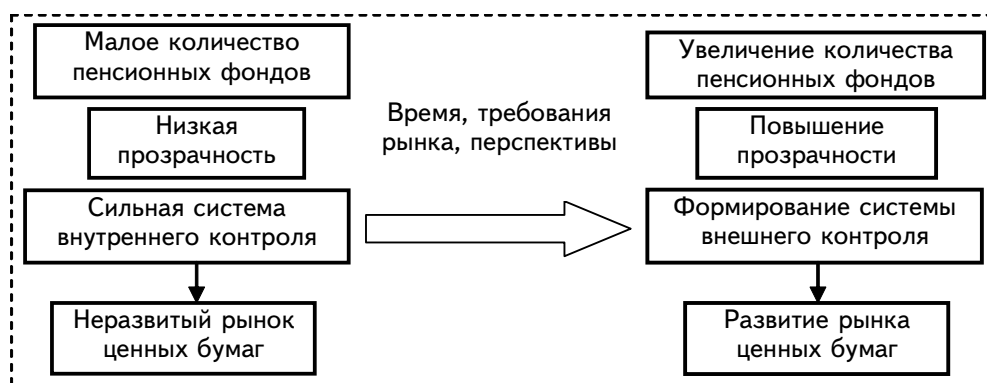 Малое количество
пенсионных фондов
Низкая
прозрачность
Сильная система
внутреннего контроля
Неразвитый рынок
ценных бумаг
Время, требования
рынка, перспективы
Увеличение количества
пенсионных фондов
Повышение
прозрачности
Формирование системы
внешнего контроля
Развитие рынка
ценных бумаг